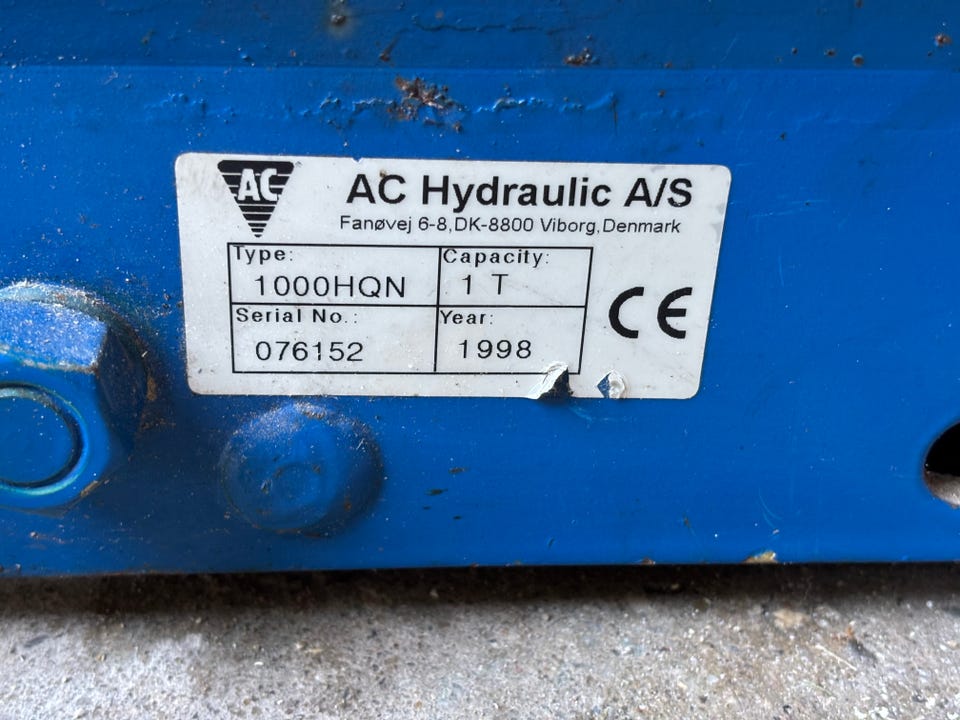 AC
AC Hydraulic A/S
Fanøvej 6-8,DK-8800 Viborg,Denmark
Type: Capacity:
1000HQN 1 T
Serial No.: Year:
076152 1998
CE